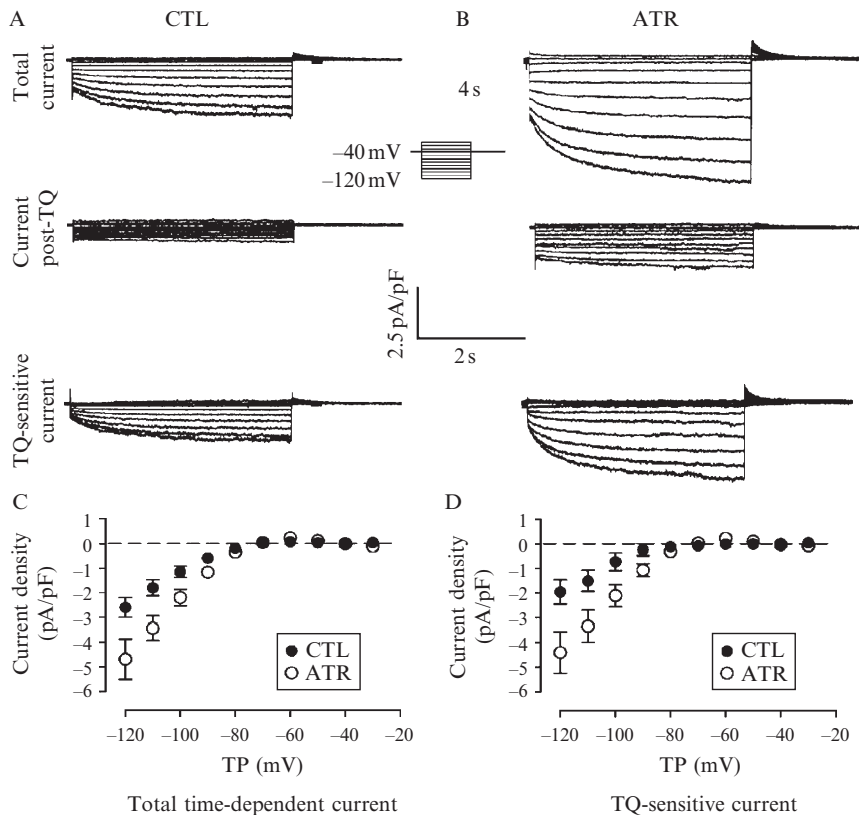 A CTL B ATR
Total
current
4 s
–40 mV
–120 mV
Current
post-TQ
2.5 pA/pF
2 s
TQ-sensitive
current
C D
1
0
–1
–2
–3
–4
–5
–6
Current density
(pA/pF)
CTL
ATR
–120 –100 –80 –60 –40 –20
TP (mV)
Total time-dependent current
1
0
–1
–2
–3
–4
–5
–6
Current density
(pA/pF)
CTL
ATR
–120 –100 –80 –60 –40 –20
TP (mV)
TQ-sensitive current